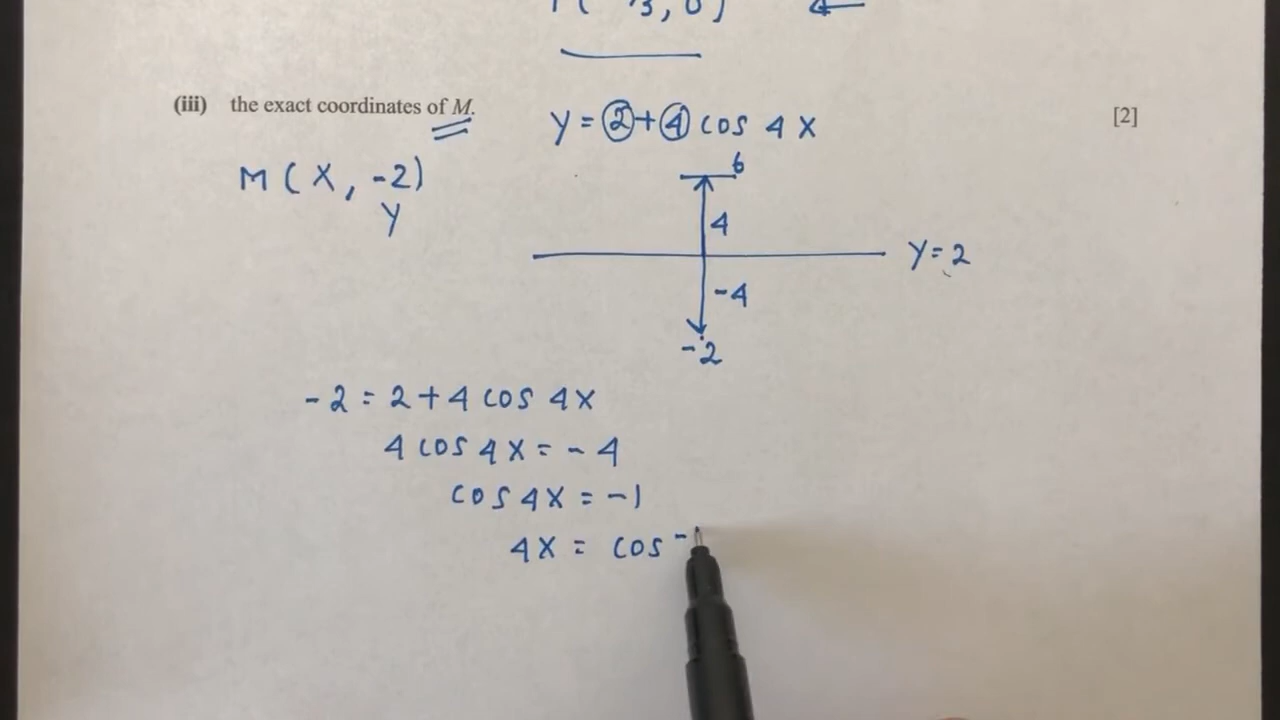 (iii) the exact coordinates of M.
y = 2 + 4 cos 4x
[2]
M(x, -2)
y
6
4
y = 2
-4
-2
-2 = 2 + 4 cos 4x
4 cos 4x = -4
cos 4x = -1
4x = cos -